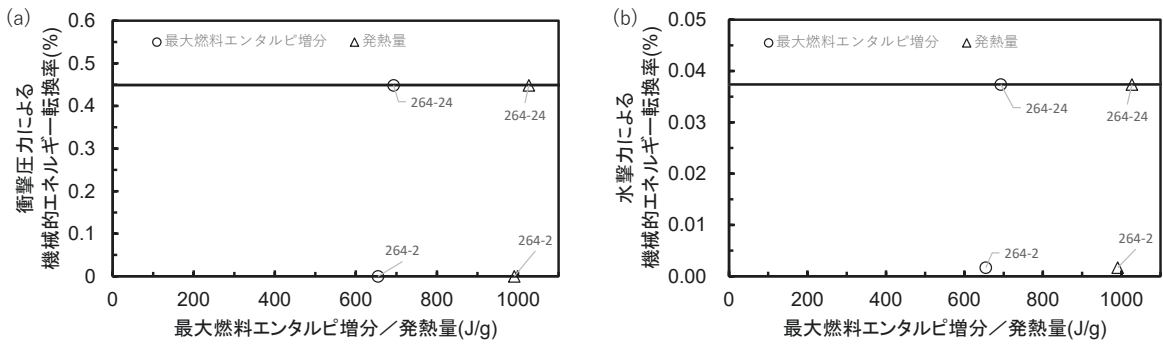 (a)
0.6
0.5
0.4
0.3
0.2
0.1
0
0
200
400
600
800
1000
衝撃圧力による
機械的エネルギー転換率(%)
最大燃料エンタルピ増分
発熱量
264-24
264-24
264-2
264-2
最大燃料エンタルピ増分／発熱量(J/g)
(b)
0.05
0.04
0.03
0.02
0.01
0.00
0
200
400
600
800
1000
水撃力による
機械的エネルギー転換率(%)
最大燃料エンタルピ増分
発熱量
264-24
264-24
264-2
264-2
最大燃料エンタルピ増分／発熱量(J/g)